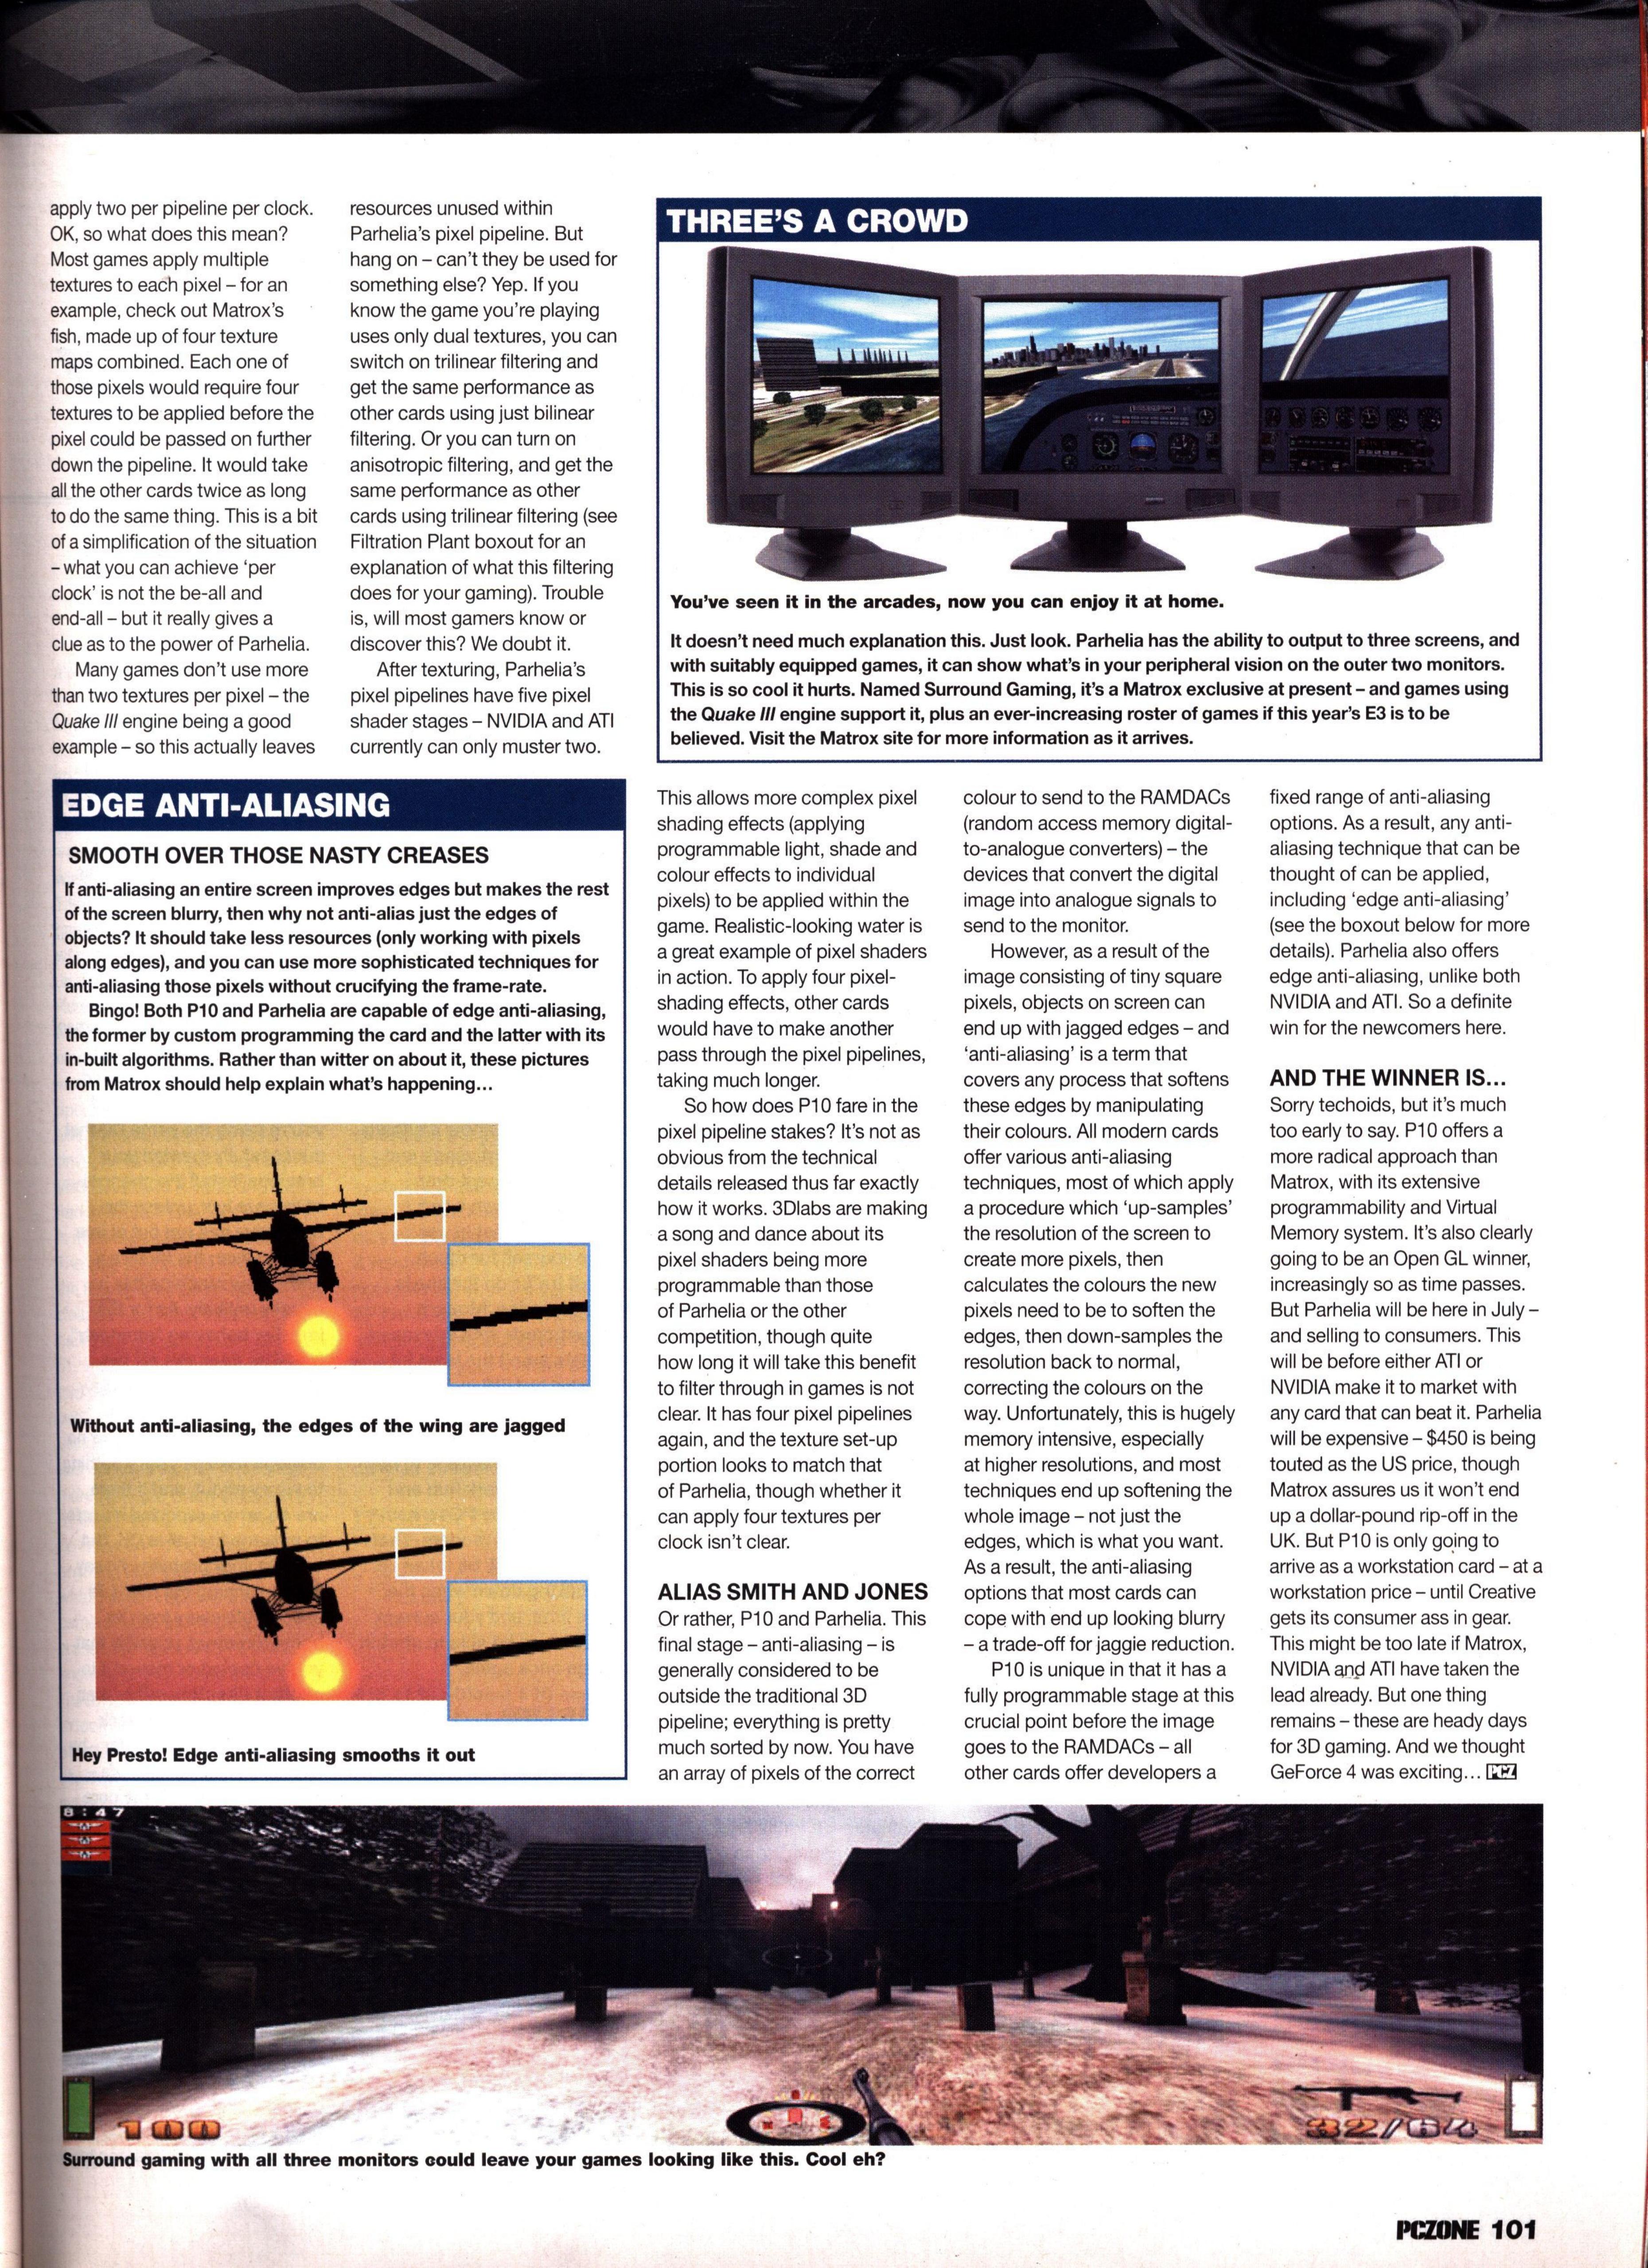 apply two per pipeline per clock.
OK, so what does this mean?
Most games apply multiple
textures to each pixel – for an
example, check out Matrox's
fish, made up of four texture
maps combined. Each one of
those pixels would require four
textures to be applied before the
pixel could be passed on further
down the pipeline. It would take
all the other cards twice as long
to do the same thing. This is a bit
of a simplification of the situation
– what you can achieve 'per
clock' is not the be-all and
end-all – but it really gives a
clue as to the power of Parhelia.
Many games don't use more
than two textures per pixel – the
Quake III engine being a good
example – so this actually leaves
resources unused within
Parhelia's pixel pipeline. But
hang on – can't they be used for
something else? Yep. If you
know the game you're playing
uses only dual textures, you can
switch on trilinear filtering and
get the same performance as
other cards using just bilinear
filtering. Or you can turn on
anisotropic filtering, and get the
same performance as other
cards using trilinear filtering (see
Filtration Plant boxout for an
explanation of what this filtering
does for your gaming). Trouble
is, will most gamers know or
discover this? We doubt it.
After texturing, Parhelia's
pixel pipelines have five pixel
shader stages – NVIDIA and ATI
currently can only muster two.
THREE'S A CROWD
You've seen it in the arcades, now you can enjoy it at home.
It doesn't need much explanation this. Just look. Parhelia has the ability to output to three screens, and
with suitably equipped games, it can show what's in your peripheral vision on the outer two monitors.
This is so cool it hurts. Named Surround Gaming, it's a Matrox exclusive at present – and games using
the Quake III engine support it, plus an ever-increasing roster of games if this year's E3 is to be
believed. Visit the Matrox site for more information as it arrives.
EDGE ANTI-ALIASING
SMOOTH OVER THOSE NASTY CREASES
If anti-aliasing an entire screen improves edges but makes the rest
of the screen blurry, then why not anti-alias just the edges of
objects? It should take less resources (only working with pixels
along edges), and you can use more sophisticated techniques for
anti-aliasing those pixels without crucifying the frame-rate.
Bingo! Both P10 and Parhelia are capable of edge anti-aliasing,
the former by custom programming the card and the latter with its
in-built algorithms. Rather than witter on about it, these pictures
from Matrox should help explain what's happening...
Without anti-aliasing, the edges of the wing are jagged
Hey Presto! Edge anti-aliasing smooths it out
This allows more complex pixel
shading effects (applying
programmable light, shade and
colour effects to individual
pixels) to be applied within the
game. Realistic-looking water is
a great example of pixel shaders
in action. To apply four pixel-
shading effects, other cards
would have to make another
pass through the pixel pipelines,
taking much longer.
So how does P10 fare in the
pixel pipeline stakes? It's not as
obvious from the technical
details released thus far exactly
how it works. 3Dlabs are making
a song and dance about its
pixel shaders being more
programmable than those
of Parhelia or the other
competition, though quite
how long it will take this benefit
to filter through in games is not
clear. It has four pixel pipelines
again, and the texture set-up
portion looks to match that
of Parhelia, though whether it
can apply four textures per
clock isn't clear.
ALIAS SMITH AND JONES
Or rather, P10 and Parhelia. This
final stage – anti-aliasing – is
generally considered to be
outside the traditional 3D
pipeline; everything is pretty
much sorted by now. You have
an array of pixels of the correct
colour to send to the RAMDACs
(random access memory digital-
to-analogue converters) – the
devices that convert the digital
image into analogue signals to
send to the monitor.
However, as a result of the
image consisting of tiny square
pixels, objects on screen can
end up with jagged edges – and
'anti-aliasing' is a term that
covers any process that softens
these edges by manipulating
their colours. All modern cards
offer various anti-aliasing
techniques, most of which apply
a procedure which 'up-samples'
the resolution of the screen to
create more pixels, then
calculates the colours the new
pixels need to be to soften the
edges, then down-samples the
resolution back to normal,
correcting the colours on the
way. Unfortunately, this is hugely
memory intensive, especially
at higher resolutions, and most
techniques end up softening the
whole image – not just the
edges, which is what you want.
As a result, the anti-aliasing
options that most cards can
cope with end up looking blurry
– a trade-off for jaggie reduction.
P10 is unique in that it has a
fully programmable stage at this
crucial point before the image
goes to the RAMDACs – all
other cards offer developers a
fixed range of anti-aliasing
options. As a result, any anti-
aliasing technique that can be
thought of can be applied,
including 'edge anti-aliasing'
(see the boxout below for more
details). Parhelia also offers
edge anti-aliasing, unlike both
NVIDIA and ATI. So a definite
win for the newcomers here.
AND THE WINNER IS...
Sorry techoids, but it's much
too early to say. P10 offers a
more radical approach than
Matrox, with its extensive
programmability and Virtual
Memory system. It's also clearly
going to be an Open GL winner,
increasingly so as time passes.
But Parhelia will be here in July –
and selling to consumers. This
will be before either ATI or
NVIDIA make it to market with
any card that can beat it. Parhelia
will be expensive – $450 is being
touted as the US price, though
Matrox assures us it won't end
up a dollar-pound rip-off in the
UK. But P10 is only going to
arrive as a workstation card – at a
workstation price – until Creative
gets its consumer ass in gear.
This might be too late if Matrox,
NVIDIA and ATI have taken the
lead already. But one thing
remains – these are heady days
for 3D gaming. And we thought
GeForce 4 was exciting... PCZ
8:47
100
32/64
Surround gaming with all three monitors could leave your games looking like this. Cool eh?
PCZONE 101